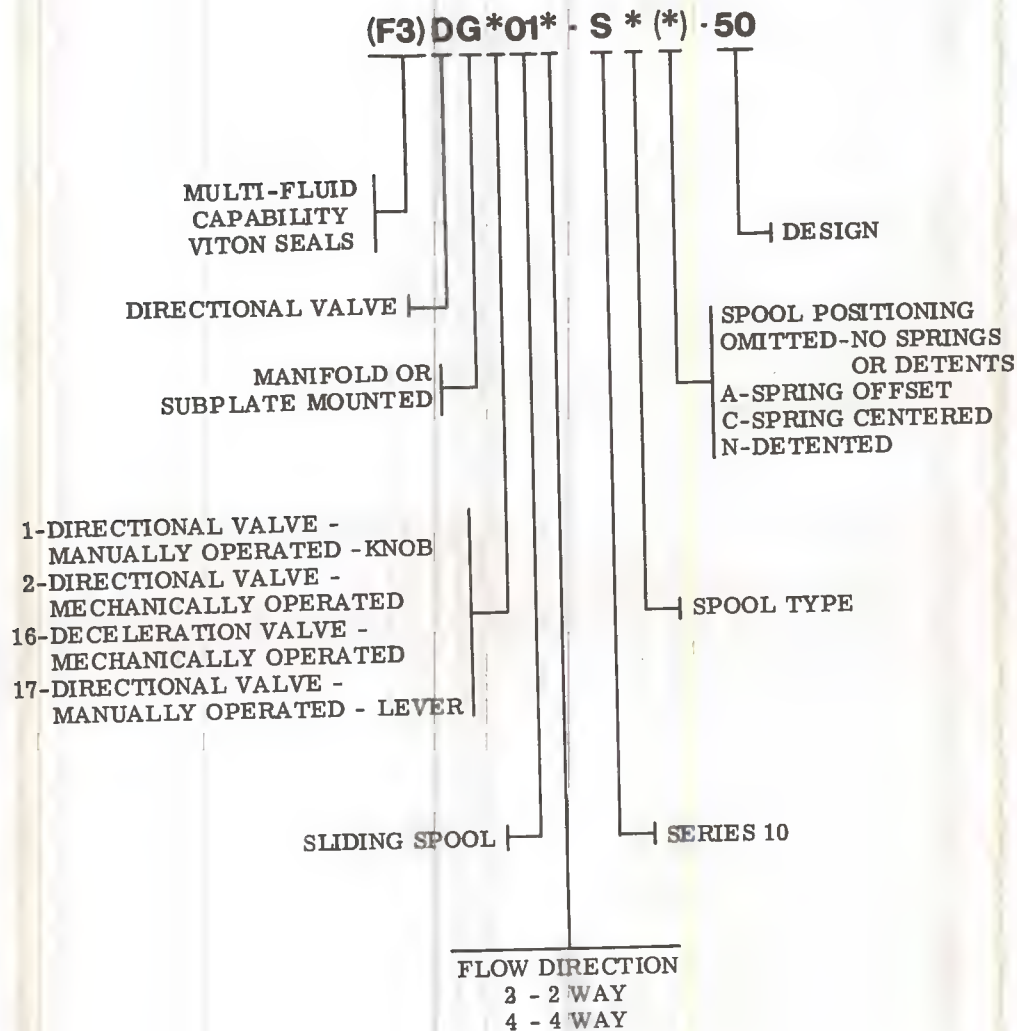 (F3) DG*01* - S * (*) - 50
MULTI-FLUID
CAPABILITY
VITON SEALS
DESIGN
DIRECTIONAL VALVE
SPOOL POSITIONING
OMITTED-NO SPRINGS
OR DETENTS
A-SPRING OFFSET
C-SPRING CENTERED
N-DETENTED
MANIFOLD OR
SUBPLATE MOUNTED
1-DIRECTIONAL VALVE -
MANUALLY OPERATED -KNOB
2-DIRECTIONAL VALVE -
MECHANICALLY OPERATED
16-DECELERATION VALVE -
MECHANICALLY OPERATED
17-DIRECTIONAL VALVE -
MANUALLY OPERATED - LEVER
SPOOL TYPE
SLIDING SPOOL
SERIES 10
FLOW DIRECTION
2 - 2 WAY
4 - 4 WAY